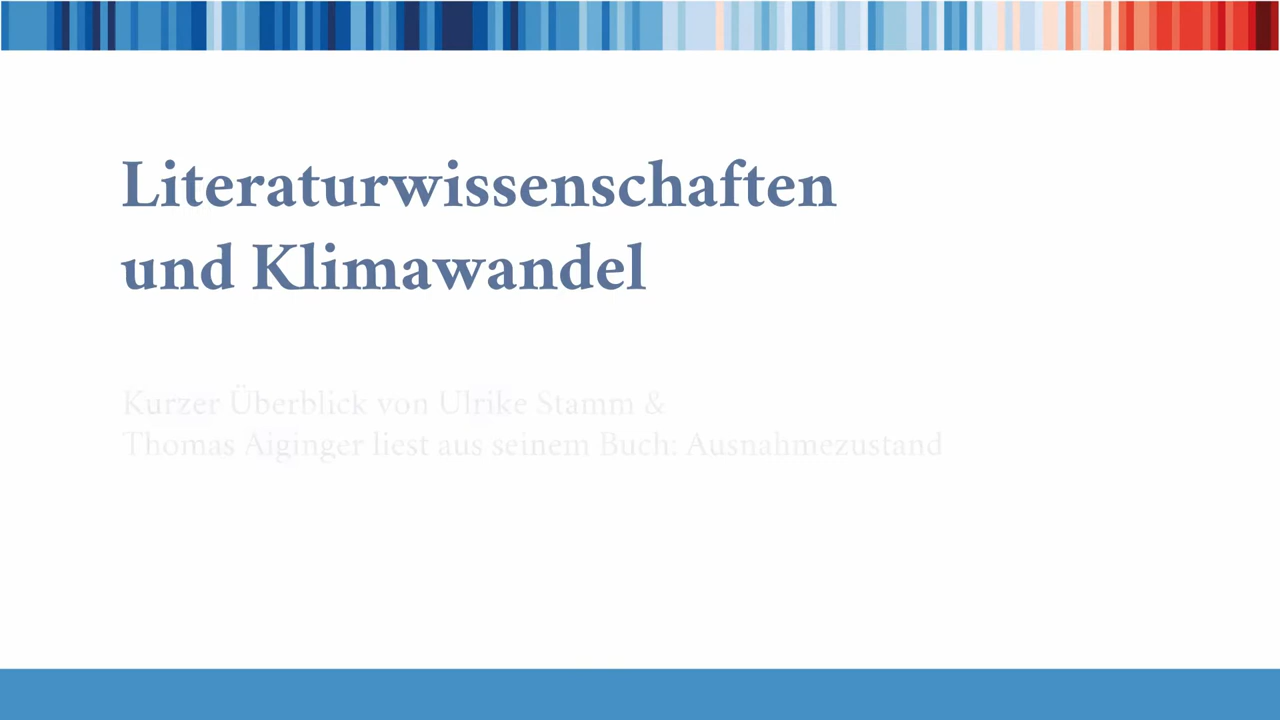 Literaturwissenschaften
und Klimawandel
Kurzer Überblick von Ulrike Stamm &
Thomas Aiginger liest aus seinem Buch: Ausnahmezustand